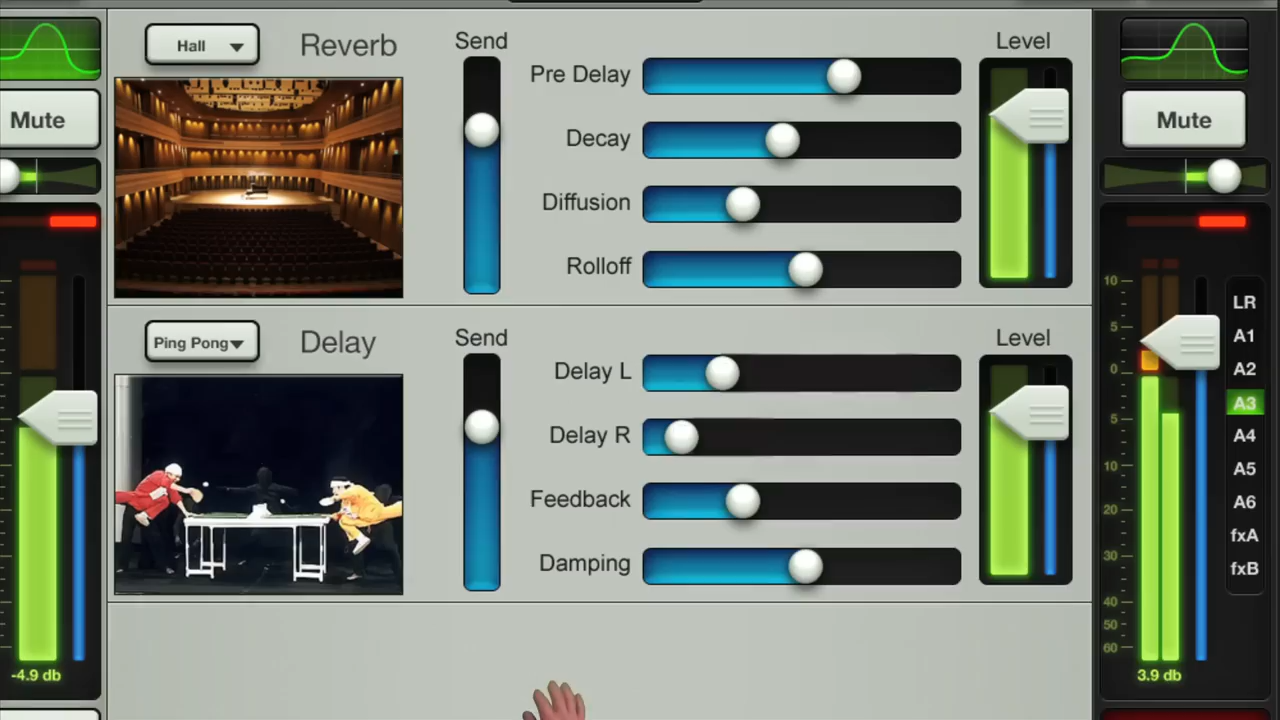 Hall
Reverb
Send
Pre Delay
Decay
Diffusion
Rolloff
Level
Ping Pong
Delay
Send
Delay L
Delay R
Feedback
Damping
Level
Mute
-4.9 db
Mute
10
5
0
5
10
20
30
40
50
60
3.9 db
LR
A1
A2
A3
A4
A5
A6
fxA
fxB